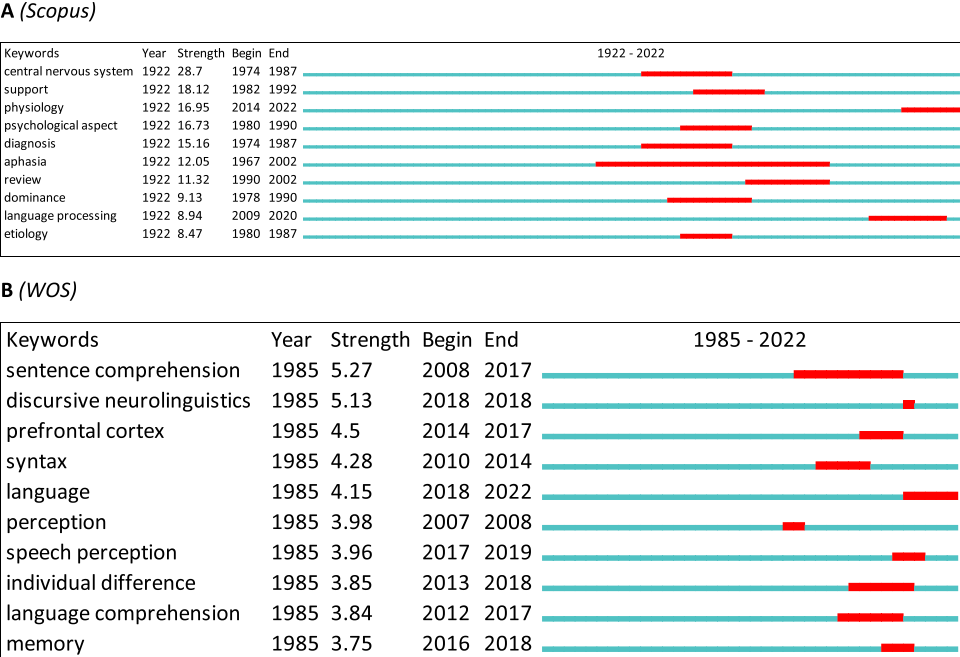 A (Scopus)
Keywords Year Strength Begin End 1922 - 2022
central nervous system 1922 28.7 1974 1987
support 1922 18.12 1982 1992
physiology 1922 16.95 2014 2022
psychological aspect 1922 16.73 1980 1990
diagnosis 1922 15.16 1974 1987
aphasia 1922 12.05 1967 2002
review 1922 11.32 1990 2002
dominance 1922 9.13 1978 1990
language processing 1922 8.94 2009 2020
etiology 1922 8.47 1980 1987
B (WOS)
Keywords Year Strength Begin End 1985 - 2022
sentence comprehension 1985 5.27 2008 2017
discursive neurolinguistics 1985 5.13 2018 2018
prefrontal cortex 1985 4.5 2014 2017
syntax 1985 4.28 2010 2014
language 1985 4.15 2018 2022
perception 1985 3.98 2007 2008
speech perception 1985 3.96 2017 2019
individual difference 1985 3.85 2013 2018
language comprehension 1985 3.84 2012 2017
memory 1985 3.75 2016 2018